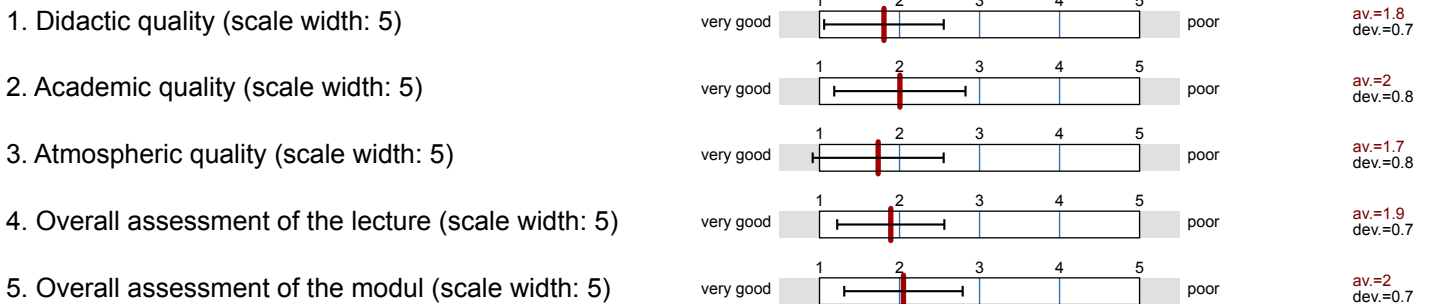 1 2 3 4 5
1. Didactic quality (scale width: 5) very good poor av.=1.8
dev.=0.7
1 2 3 4 5
2. Academic quality (scale width: 5) very good poor av.=2
dev.=0.8
1 2 3 4 5
3. Atmospheric quality (scale width: 5) very good poor av.=1.7
dev.=0.8
1 2 3 4 5
4. Overall assessment of the lecture (scale width: 5) very good poor av.=1.9
dev.=0.7
1 2 3 4 5
5. Overall assessment of the modul (scale width: 5) very good poor av.=2
dev.=0.7